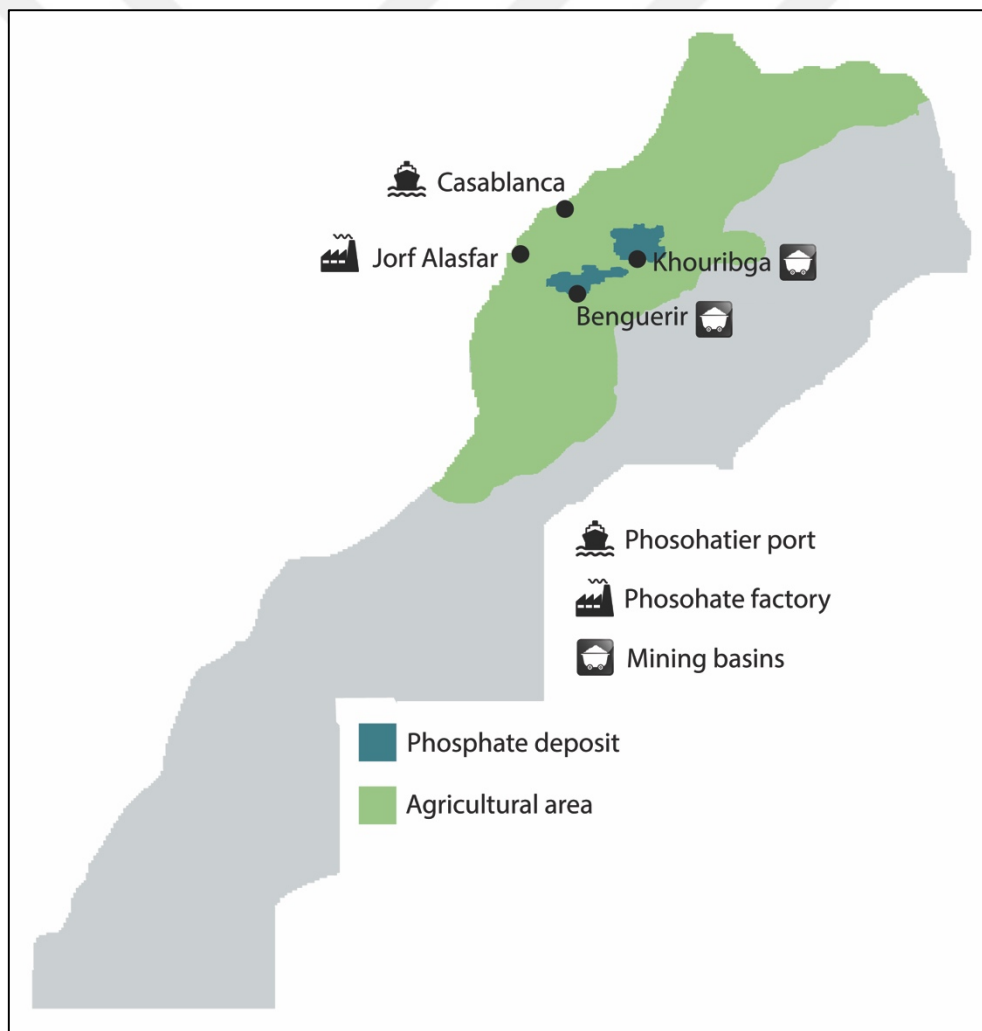 Casablanca
Jorf Alasfar
Khouribga
Benguerir
Phosohatier port
Phosohate factory
Mining basins
Phosphate deposit
Agricultural area